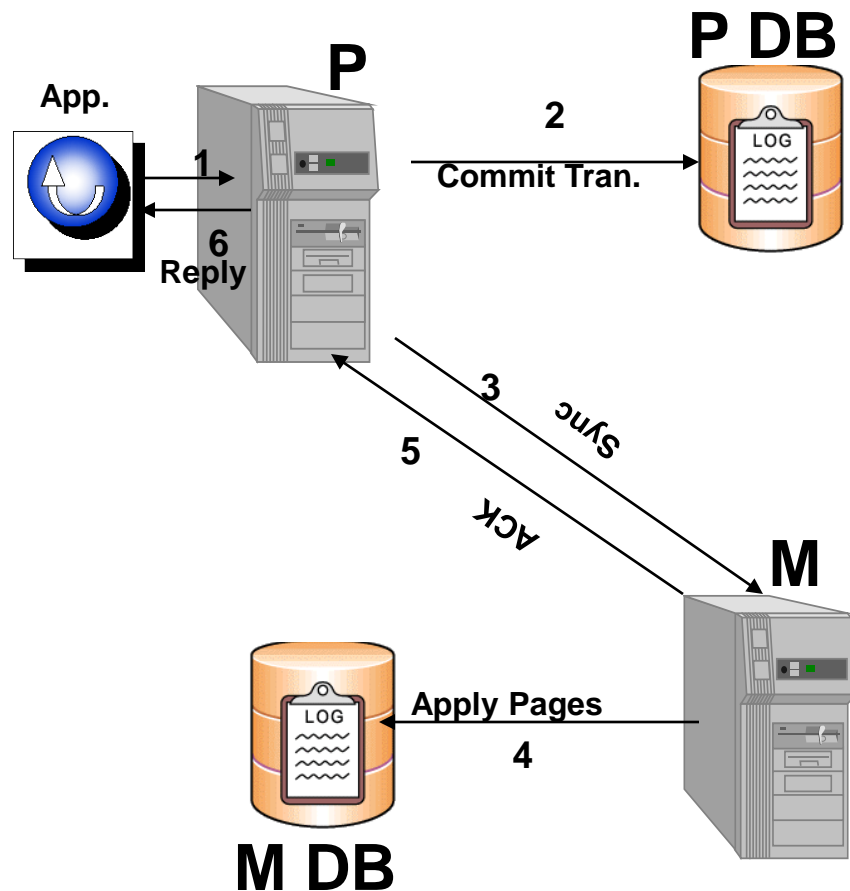 P
P DB
App.
1
2
LOG
Commit Tran.
6
Reply
3
Sync
5
ACK
M
LOG
Apply Pages
4
M DB